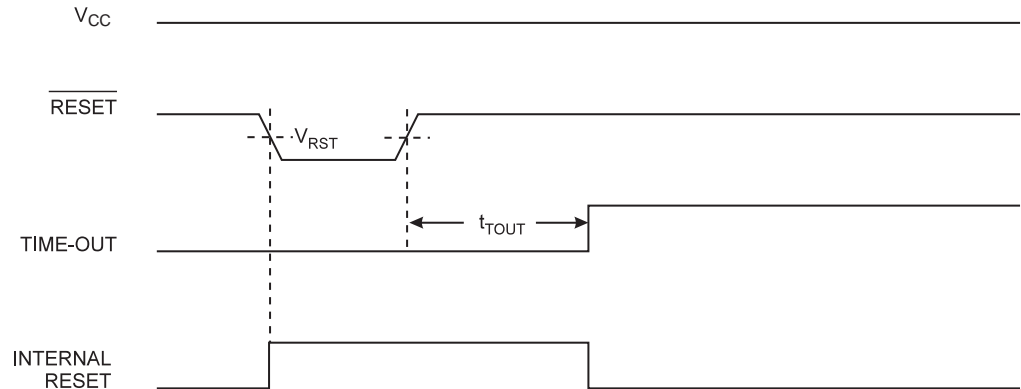 VCC
RESET
VRST
tTOUT
TIME-OUT
INTERNAL
RESET